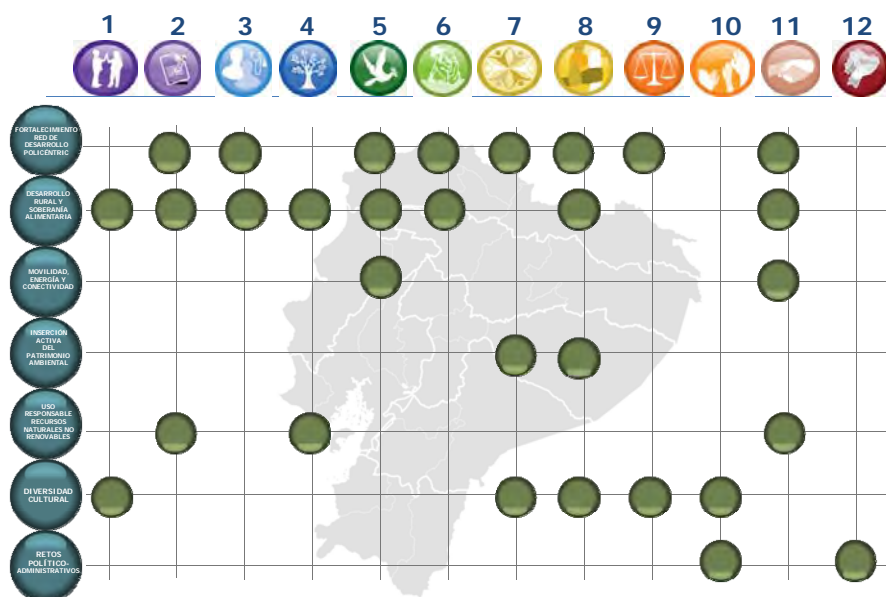 1 2 3 4 5 6 7 8 9 10 11 12
FORTALECIMIENTO
RED DE
DESARROLLO
POLICÉNTRIC
DESARROLLO
RURAL Y
SOBERANÍA
ALIMENTARIA
MOVILIDAD,
ENERGÍA Y
CONECTIVIDAD
INSERCIÓN
ACTIVA
DEL
PATRIMONIO
AMBIENTAL
USO
RESPONSABLE
RECURSOS
NATURALES NO
RENOVABLES
DIVERSIDAD
CULTURAL
RETOS
POLÍTICO-
ADMINISTRATIVOS